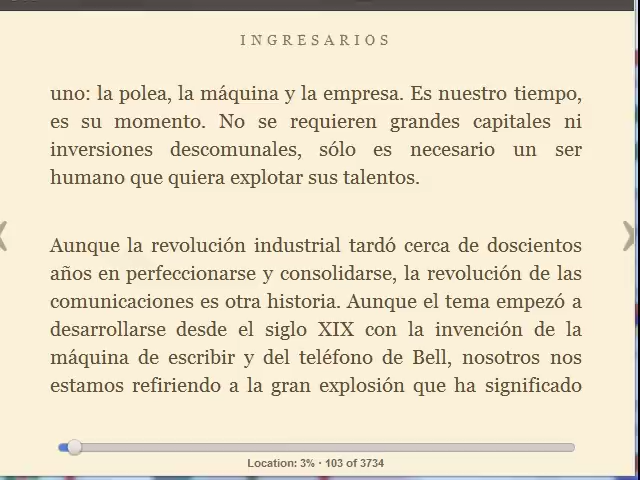 INGRESARIOS
uno: la polea, la máquina y la empresa. Es nuestro tiempo,
es su momento. No se requieren grandes capitales ni
inversiones descomunales, sólo es necesario un ser
humano que quiera explotar sus talentos.
Aunque la revolución industrial tardó cerca de doscientos
años en perfeccionarse y consolidarse, la revolución de las
comunicaciones es otra historia. Aunque el tema empezó a
desarrollarse desde el siglo XIX con la invención de la
máquina de escribir y del teléfono de Bell, nosotros nos
estamos refiriendo a la gran explosión que ha significado
Location: 3% · 103 of 3734